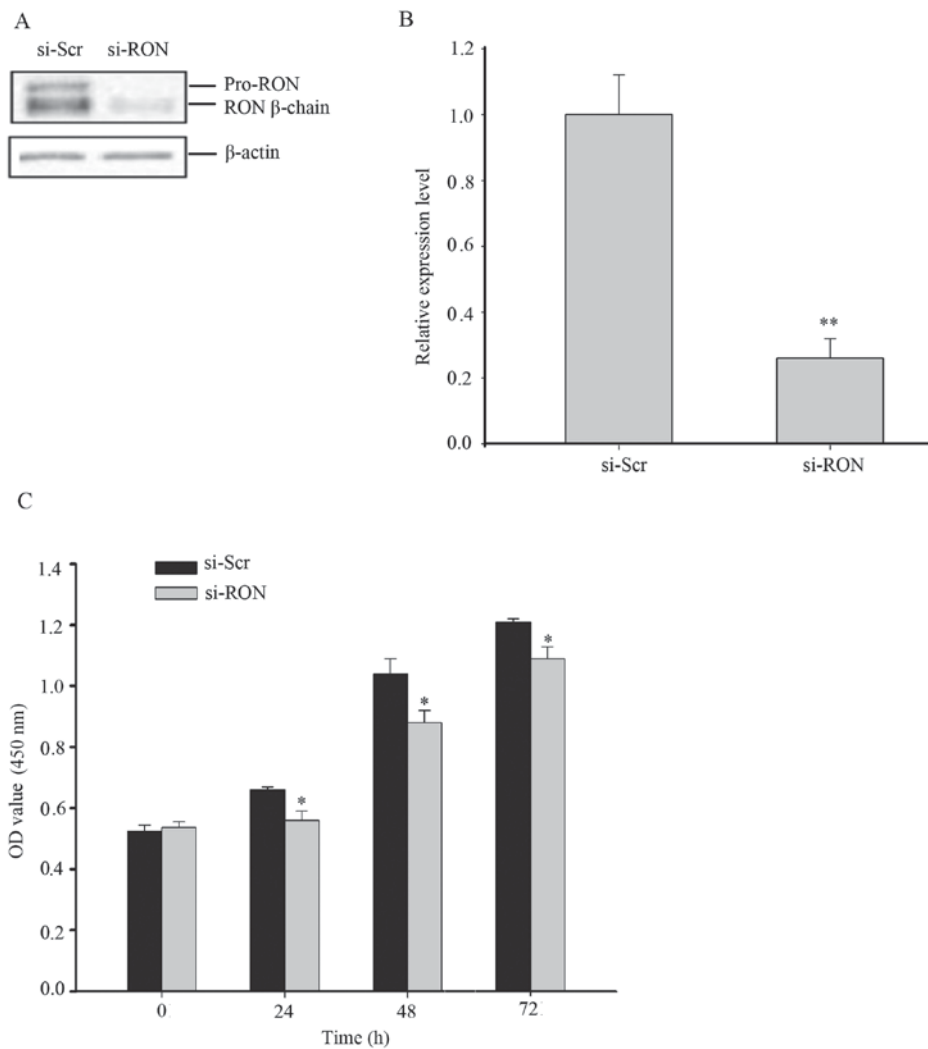 A
si-Scr si-RON
Pro-RON
RON β-chain
β-actin
B
1.2
1.0
0.8
0.6
0.4
0.2
0.0
Relative expression level
**
si-Scr si-RON
C
si-Scr
si-RON
1.4
1.2
1.0
0.8
0.6
0.4
0.2
0.0
OD value (450 nm)
*
*
*
0 24 48 72
Time (h)